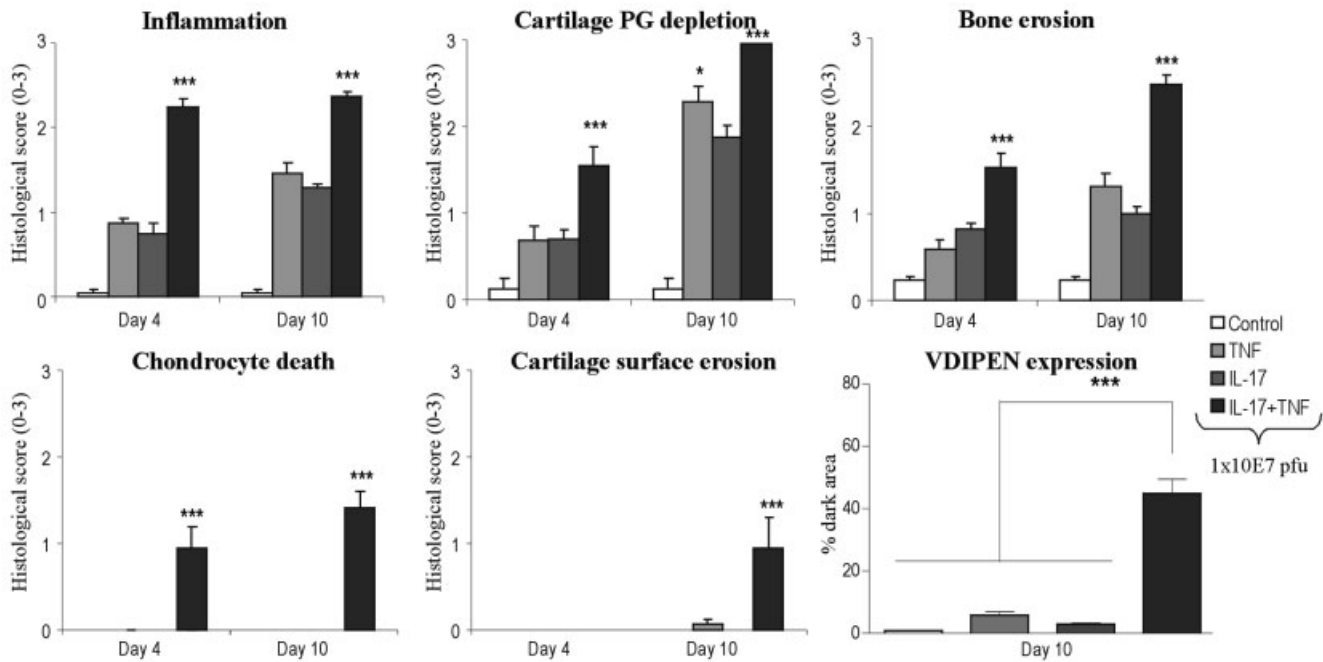 Inflammation
Histological score (0-3)
3
2
1
0
***
***
Day 4
Day 10
Cartilage PG depletion
Histological score (0-3)
3
2
1
0
***
*
***
Day 4
Day 10
Bone erosion
Histological score (0-3)
3
2
1
0
***
***
Day 4
Day 10
Control
TNF
IL-17
IL-17+TNF
1x10E7 pfu
Chondrocyte death
Histological score (0-3)
3
2
1
0
***
***
Day 4
Day 10
Cartilage surface erosion
Histological score (0-3)
3
2
1
0
***
Day 4
Day 10
VDIPEN expression
% dark area
80
60
40
20
0
***
Day 10